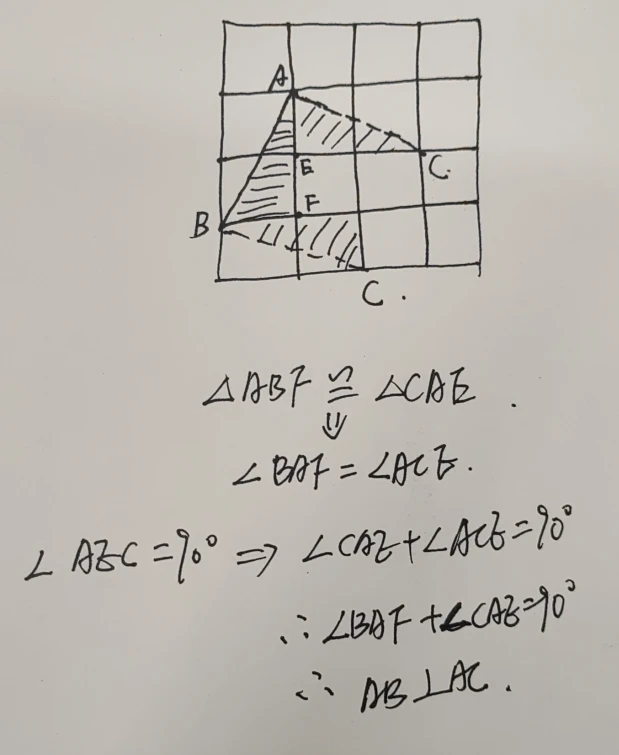 A
E
C.
F
B
C.
△ABF ≌ △CAE.
⇓
∠BAF = ∠ACE.
∠AEC = 90° ⇒ ∠CAE + ∠ACE = 90°
∴ ∠BAF + ∠CAE = 90°
∴ AB ⊥ AC.